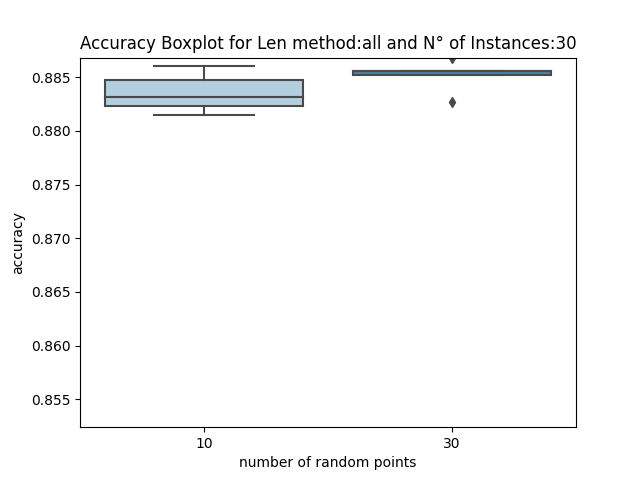 Accuracy Boxplot for Len method:all and N° of Instances:30
0.885
0.880
0.875
0.870
0.865
0.860
0.855
accuracy
10 30
number of random points